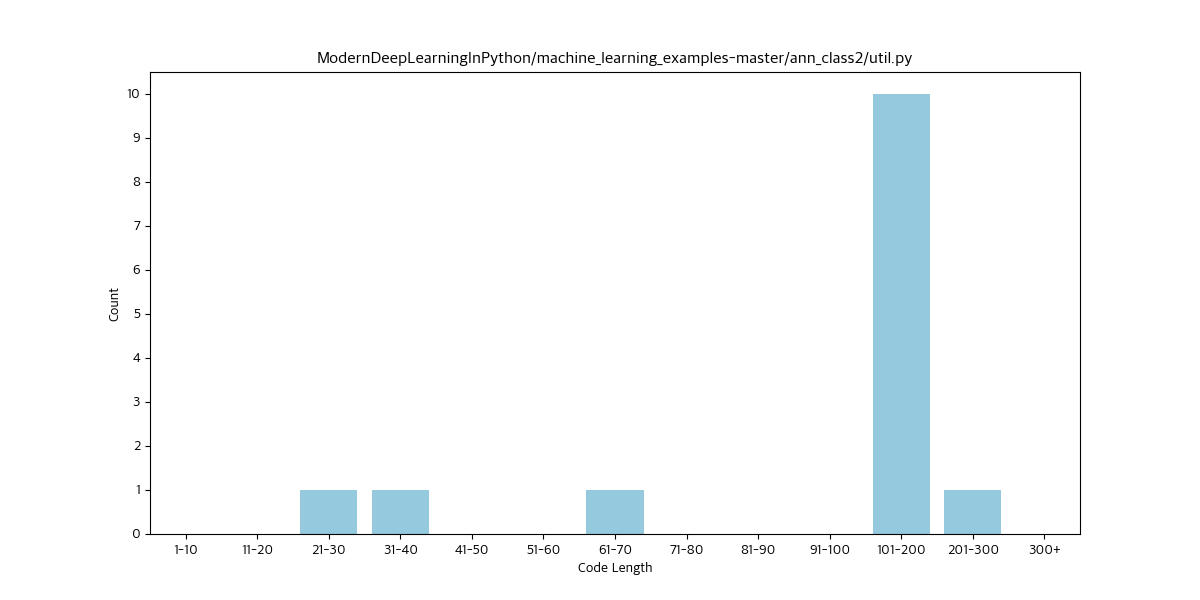 ModernDeepLearningInPython/machine_learning_examples-master/ann_class2/util.py
10
9
8
7
6
5
4
3
2
1
0
Count
1-10 11-20 21-30 31-40 41-50 51-60 61-70 71-80 81-90 91-100 101-200 201-300 300+
Code Length